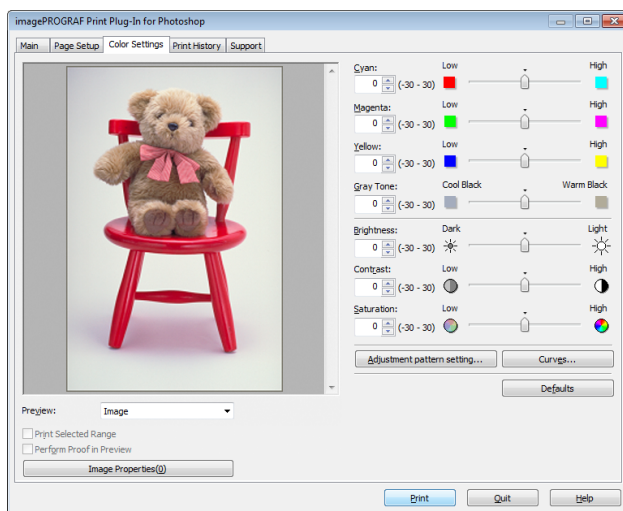 imagePROGRAF Print Plug-In for Photoshop
Main Page Setup Color Settings Print History Support
Cyan: Low High
0 (-30 - 30)
Magenta: Low High
0 (-30 - 30)
Yellow: Low High
0 (-30 - 30)
Gray Tone: Cool Black Warm Black
0 (-30 - 30)
Brightness: Dark Light
0 (-30 - 30)
Contrast: Low High
0 (-30 - 30)
Saturation: Low High
0 (-30 - 30)
Adjustment pattern setting... Curves...
Defaults
Preview: Image
Print Selected Range
Perform Proof in Preview
Image Properties(0)
Print Quit Help